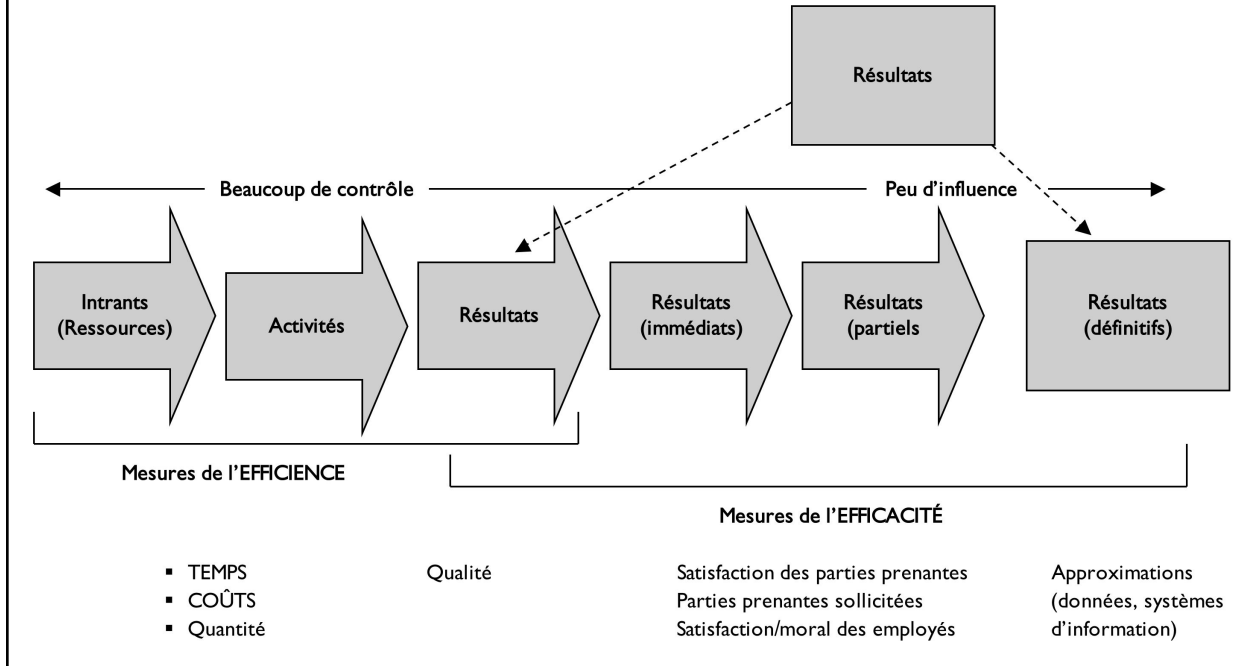 Résultats
Beaucoup de contrôle
Peu d’influence
Intrants
(Ressources)
Activités
Résultats
Résultats
(immédiats)
Résultats
(partiels
Résultats
(définitifs)
Mesures de l’EFFICIENCE
Mesures de l’EFFICACITÉ
▪ TEMPS
▪ COÛTS
▪ Quantité
Qualité
Satisfaction des parties prenantes
Parties prenantes sollicitées
Satisfaction/moral des employés
Approximations
(données, systèmes
d’information)